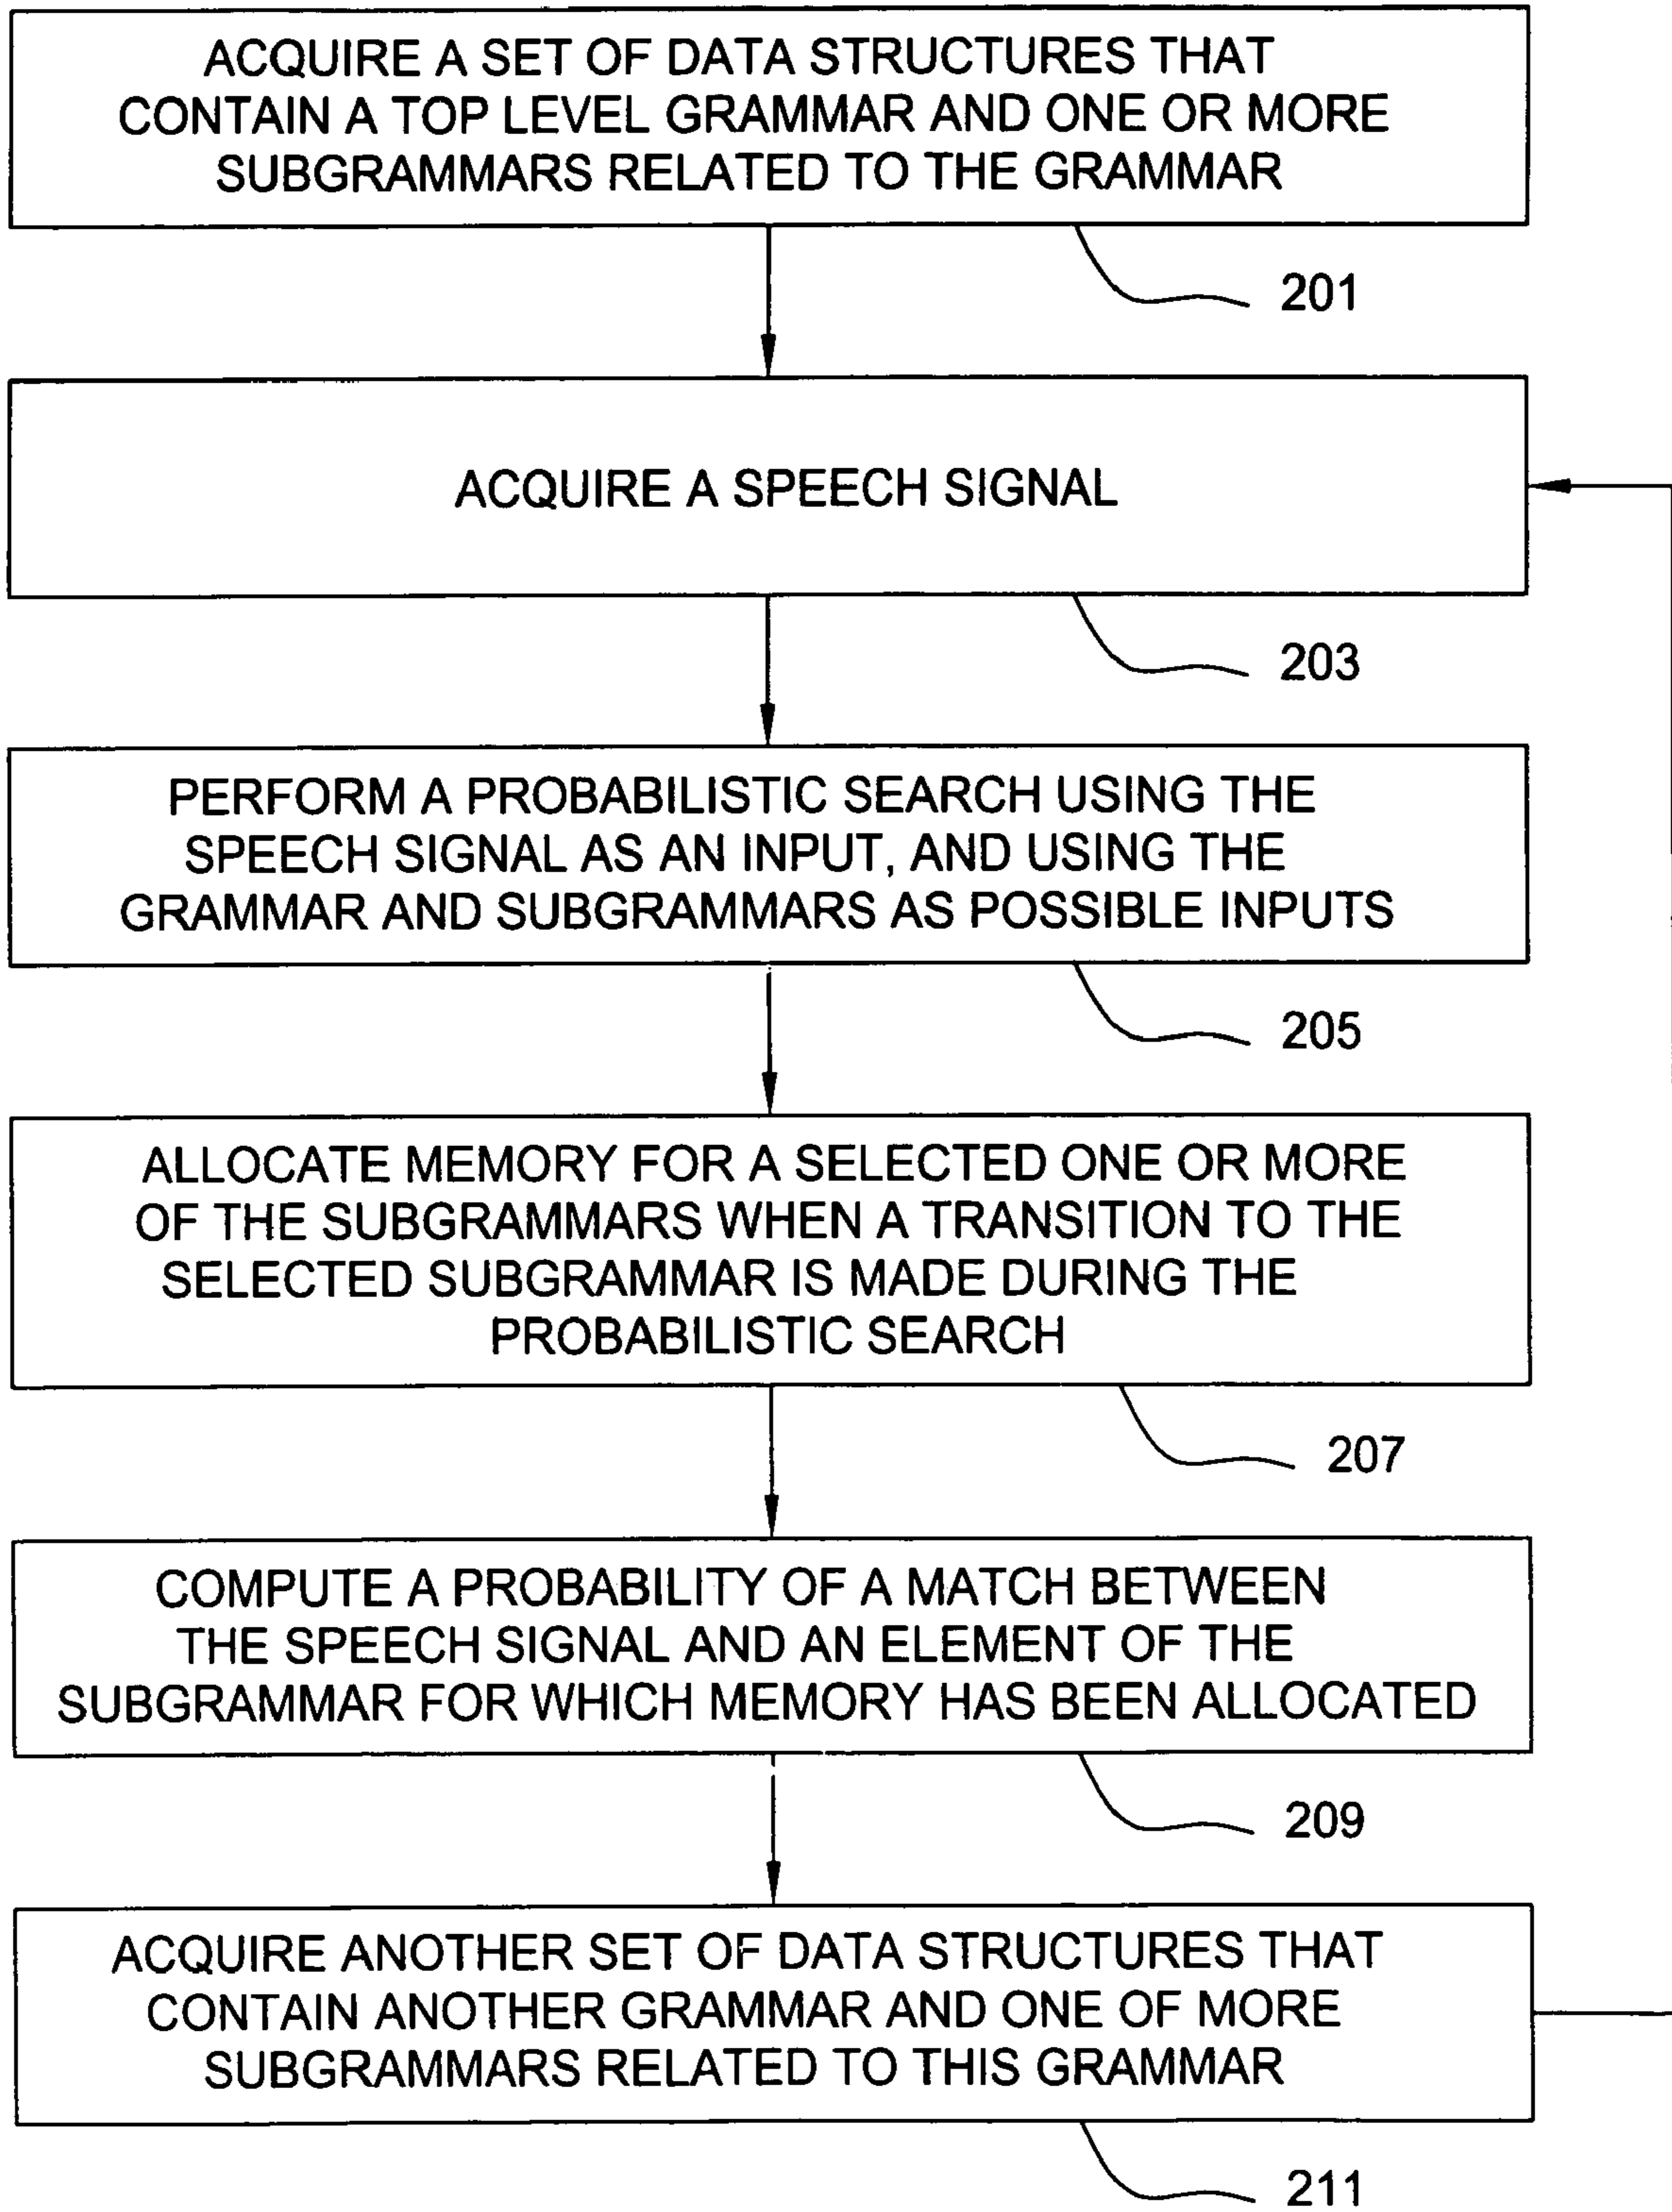 ACQUIRE A SET OF DATA STRUCTURES THAT
CONTAIN A TOP LEVEL GRAMMAR AND ONE OR MORE
SUBGRAMMARS RELATED TO THE GRAMMAR
201
ACQUIRE A SPEECH SIGNAL
203
PERFORM A PROBABILISTIC SEARCH USING THE
SPEECH SIGNAL AS AN INPUT, AND USING THE
GRAMMAR AND SUBGRAMMARS AS POSSIBLE INPUTS
205
ALLOCATE MEMORY FOR A SELECTED ONE OR MORE
OF THE SUBGRAMMARS WHEN A TRANSITION TO THE
SELECTED SUBGRAMMAR IS MADE DURING THE
PROBABILISTIC SEARCH
207
COMPUTE A PROBABILITY OF A MATCH BETWEEN
THE SPEECH SIGNAL AND AN ELEMENT OF THE
SUBGRAMMAR FOR WHICH MEMORY HAS BEEN ALLOCATED
209
ACQUIRE ANOTHER SET OF DATA STRUCTURES THAT
CONTAIN ANOTHER GRAMMAR AND ONE OF MORE
SUBGRAMMARS RELATED TO THIS GRAMMAR
211